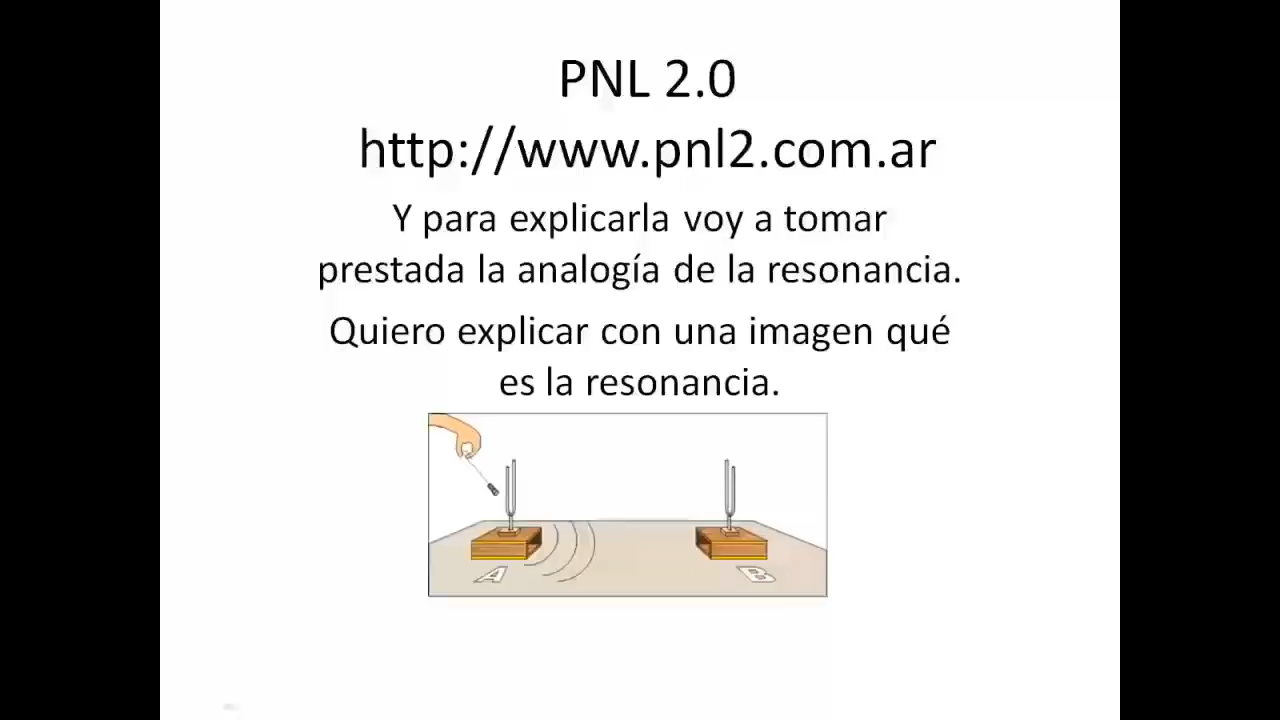 PNL 2.0
http://www.pnl2.com.ar
Y para explicarla voy a tomar
prestada la analogía de la resonancia.
Quiero explicar con una imagen qué
es la resonancia.
A
B